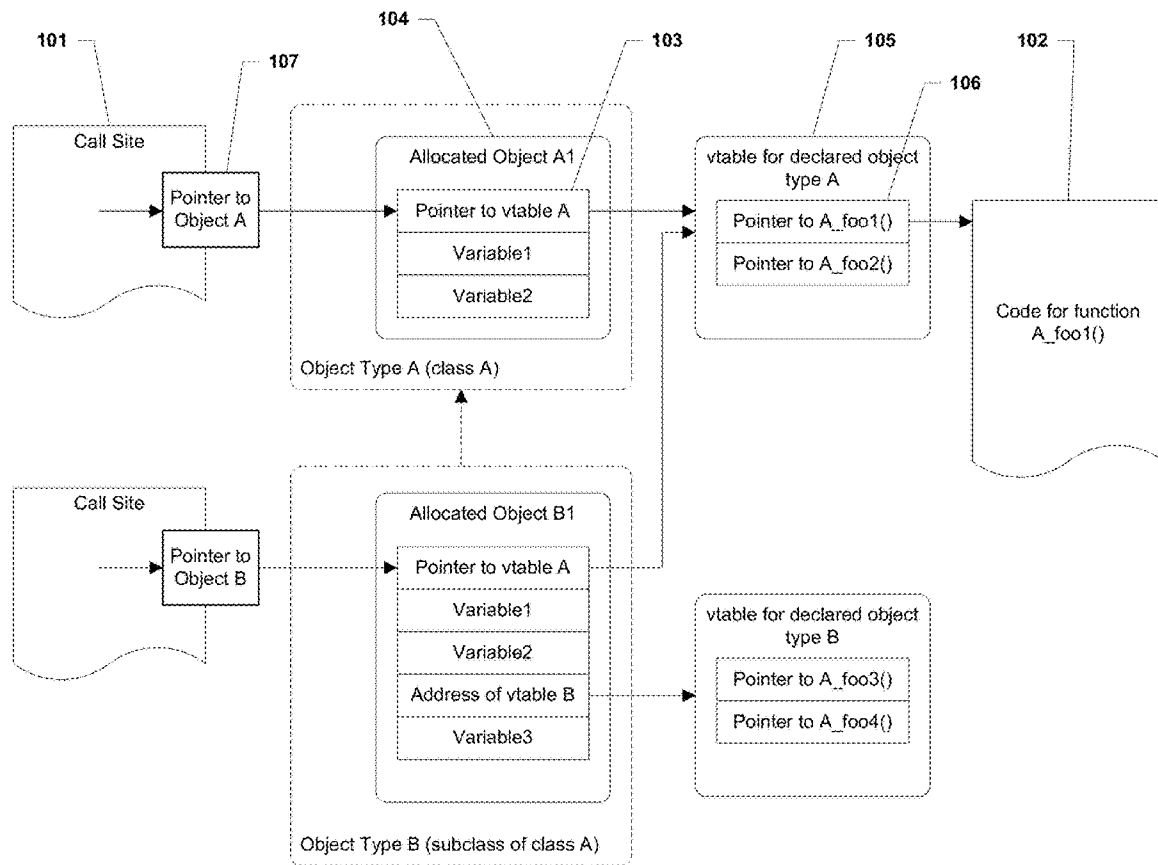 101
107
104
103
105
106
102
Call Site
Pointer to
Object A
Allocated Object A1
Pointer to vtable A
Variable1
Variable2
Object Type A (class A)
vtable for declared object
type A
Pointer to A_foo1()
Pointer to A_foo2()
Code for function
A_foo1()
Call Site
Pointer to
Object B
Allocated Object B1
Pointer to vtable A
Variable1
Variable2
Address of vtable B
Variable3
Object Type B (subclass of class A)
vtable for declared object
type B
Pointer to A_foo3()
Pointer to A_foo4()